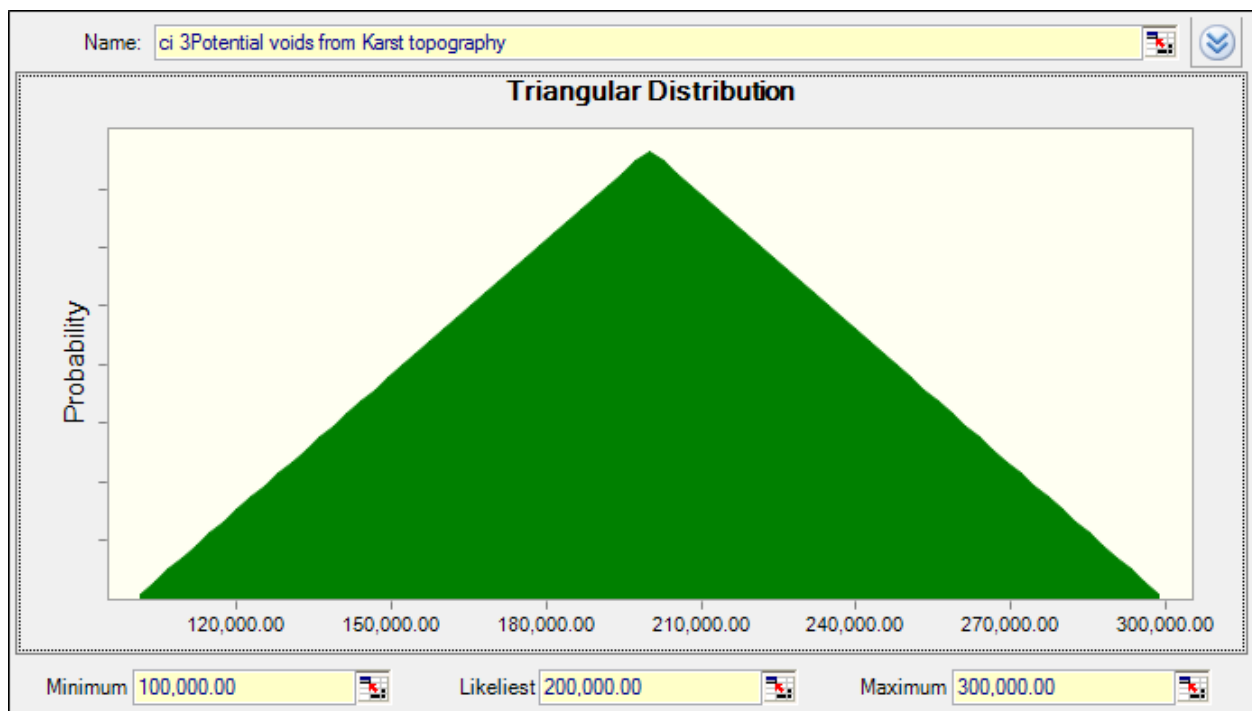 Name: ci 3Potential voids from Karst topography
Triangular Distribution
Probability
120,000.00 150,000.00 180,000.00 210,000.00 240,000.00 270,000.00 300,000.00
Minimum 100,000.00 Likeliest 200,000.00 Maximum 300,000.00